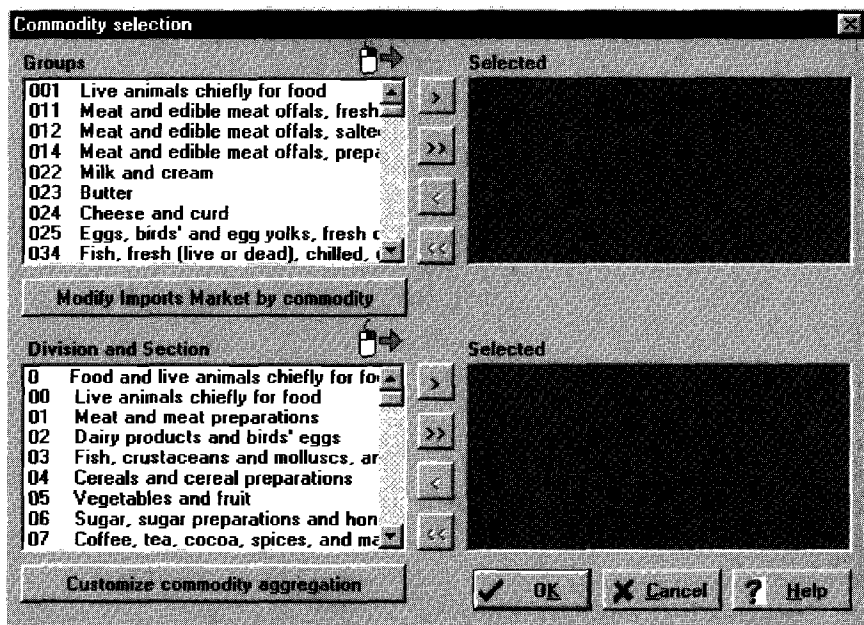 Commodity selection
Groups
Selected
001 Live animals chiefly for food
011 Meat and edible meat offals, fresh,
012 Meat and edible meat offals, salte
014 Meat and edible meat offals, prepa
022 Milk and cream
023 Butter
024 Cheese and curd
025 Eggs, birds' and egg yolks, fresh
034 Fish, fresh (live or dead), chilled,
>
>>
<
<<
Modify Imports Market by commodity
Division and Section
Selected
0 Food and live animals chiefly for fo
00 Live animals chiefly for food
01 Meat and meat preparations
02 Dairy products and birds' eggs
03 Fish, crustaceans and molluscs, ar
04 Cereals and cereal preparations
05 Vegetables and fruit
06 Sugar, sugar preparations and hon
07 Coffee, tea, cocoa, spices, and ma
>
>>
<
<<
Customize commodity aggregation
OK
Cancel
? Help